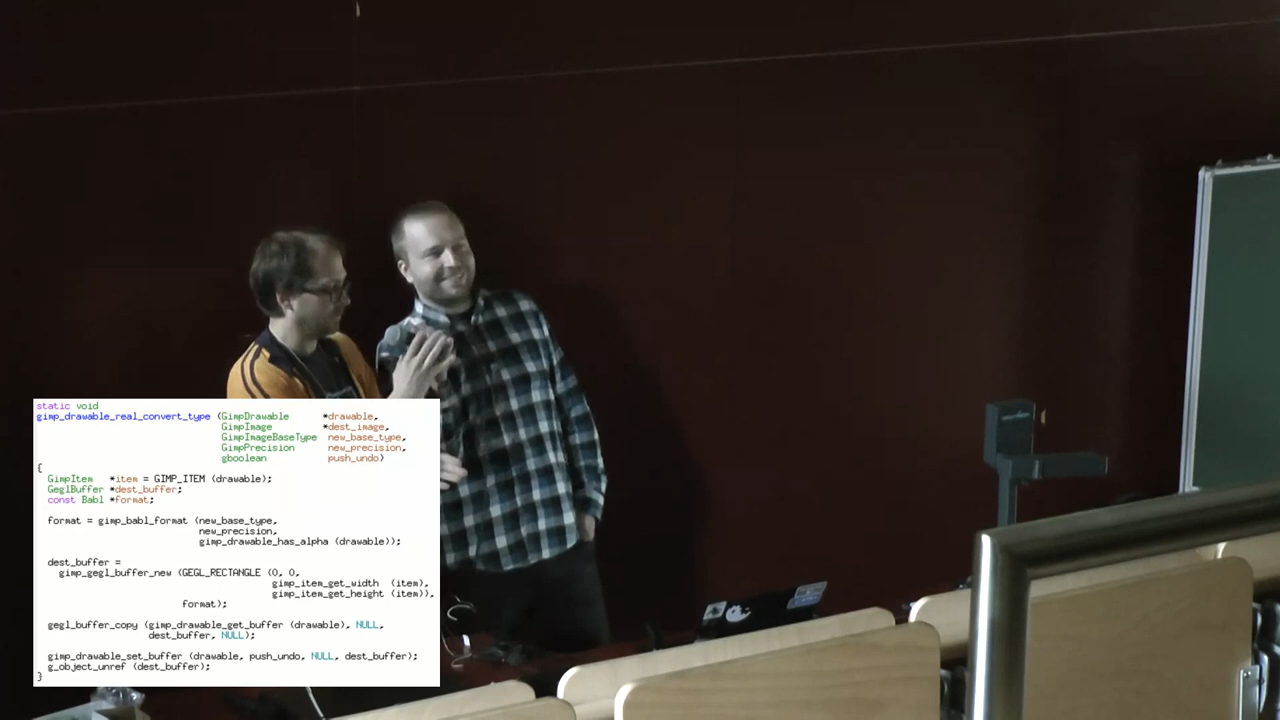 static void
gimp_drawable_real_convert_type (GimpDrawable      *drawable,
                                 GimpImage         *dest_image,
                                 GimpImageBaseType  new_base_type,
                                 GimpPrecision      new_precision,
                                 gboolean           push_undo)
{
  GimpItem   *item = GIMP_ITEM (drawable);
  GeglBuffer *dest_buffer;
  const Babl *format;
  format = gimp_babl_format (new_base_type,
                             new_precision,
                             gimp_drawable_has_alpha (drawable));
  dest_buffer =
    gimp_gegl_buffer_new (GEGL_RECTANGLE (0, 0,
                                          gimp_item_get_width  (item),
                                          gimp_item_get_height (item)),
                          format);
  gegl_buffer_copy (gimp_drawable_get_buffer (drawable), NULL,
                    dest_buffer, NULL);
  gimp_drawable_set_buffer (drawable, push_undo, NULL, dest_buffer);
  g_object_unref (dest_buffer);
}